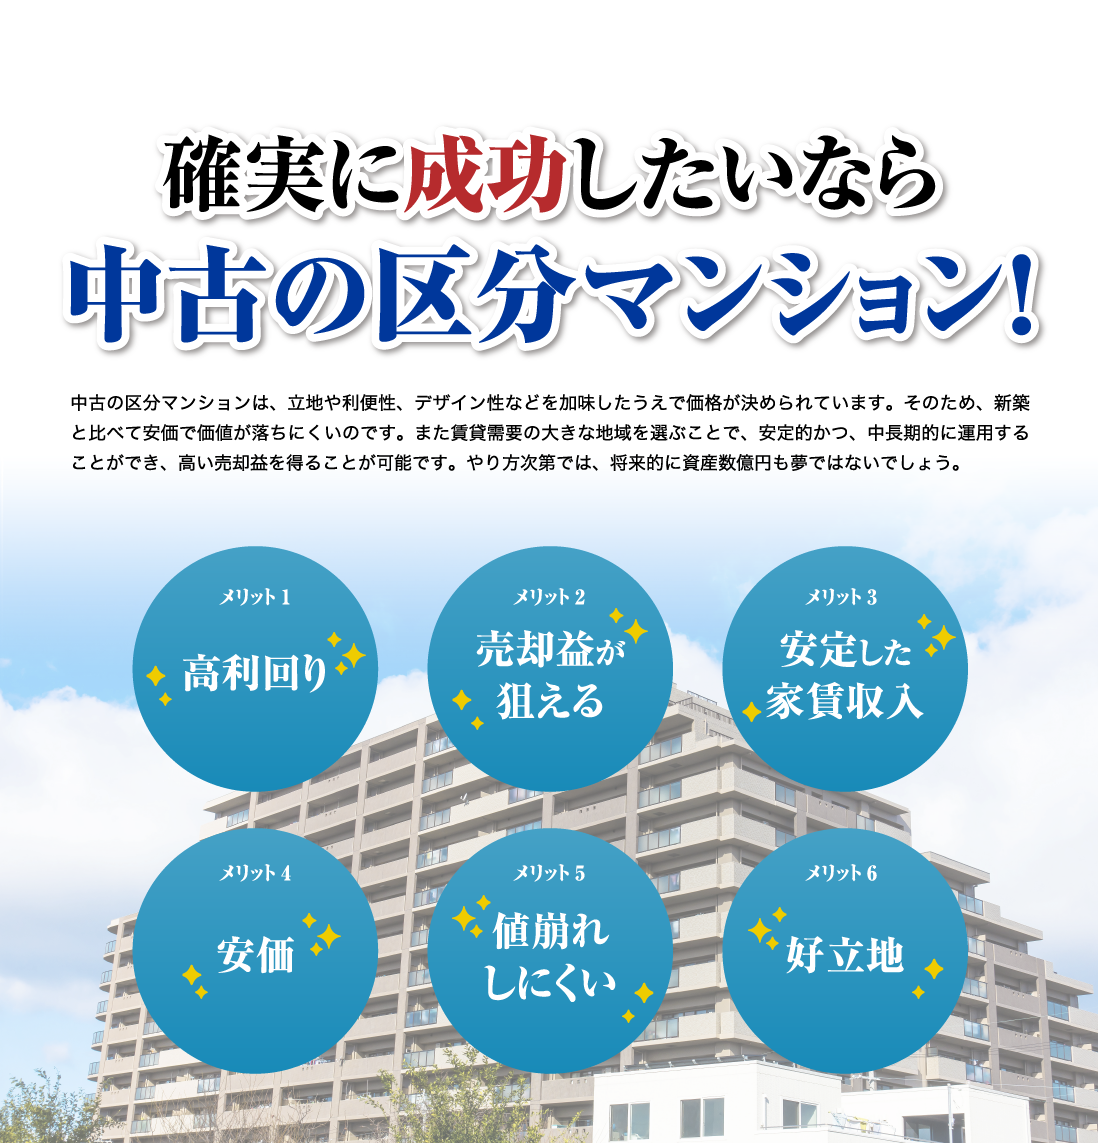 確実に成功したいなら
中古の区分マンション!
中古の区分マンションは、立地や利便性、デザイン性などを加味したうえで価格が決められています。そのため、新築
と比べて安価で価値が落ちにくいのです。また賃貸需要の大きな地域を選ぶことで、安定的かつ、中長期的に運用する
ことができ、高い売却益を得ることが可能です。やり方次第では、将来的に資産数億円も夢ではないでしょう。
メリット1
高利回り
メリット2
売却益が
狙える
メリット3
安定した
家賃収入
メリット4
安価
メリット5
値崩れ
しにくい
メリット6
好立地